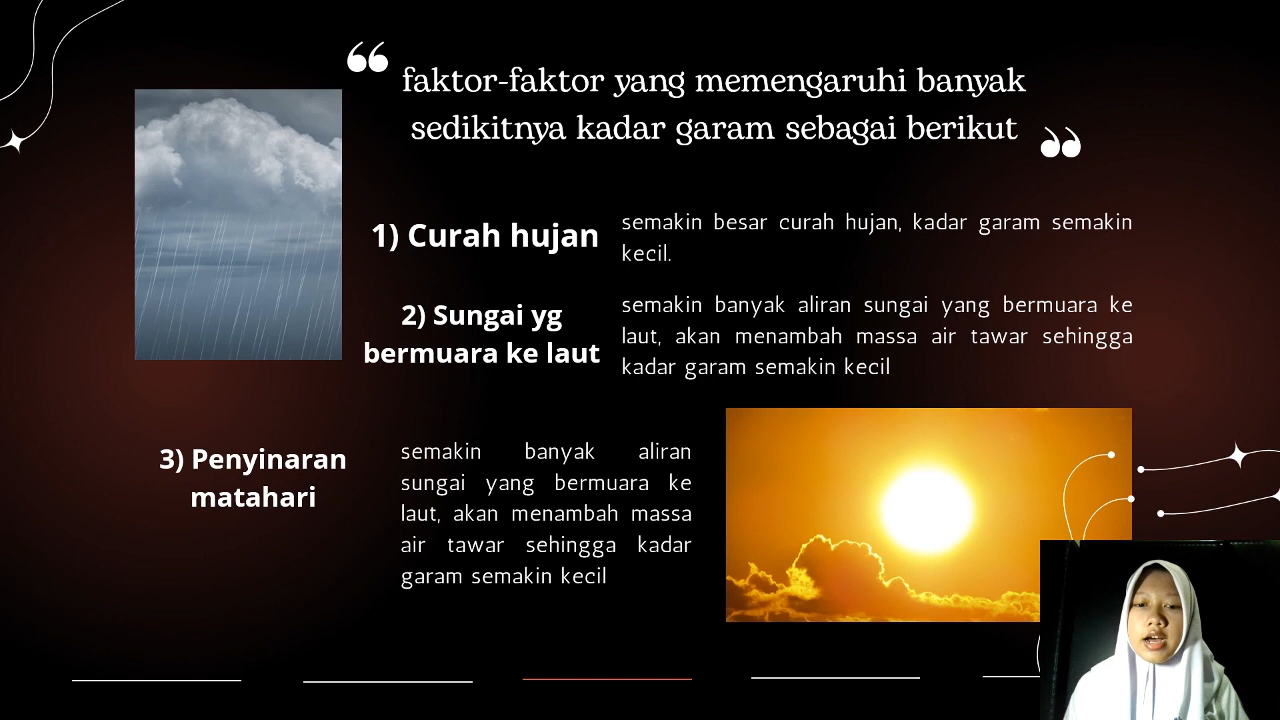 faktor-faktor yang memengaruhi banyak
sedikitnya kadar garam sebagai berikut
1) Curah hujan
semakin besar curah hujan, kadar garam semakin
kecil.
2) Sungai yg
bermuara ke laut
semakin banyak aliran sungai yang bermuara ke
laut, akan menambah massa air tawar sehingga
kadar garam semakin kecil
3) Penyinaran
matahari
semakin banyak aliran
sungai yang bermuara ke
laut, akan menambah massa
air tawar sehingga kadar
garam semakin kecil